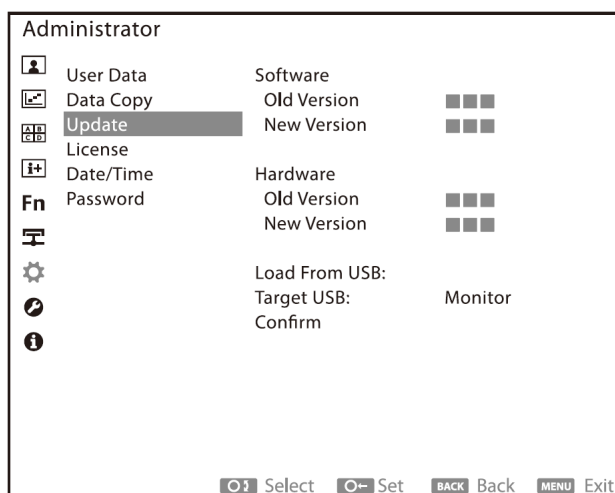 Administrator
User Data
Data Copy
Update
License
Date/Time
Password
A B
C D
i+
Fn
i
Software
Old Version
New Version
Hardware
Old Version
New Version
Load From USB:
Target USB: Monitor
Confirm
Select Set BACK Back MENU Exit